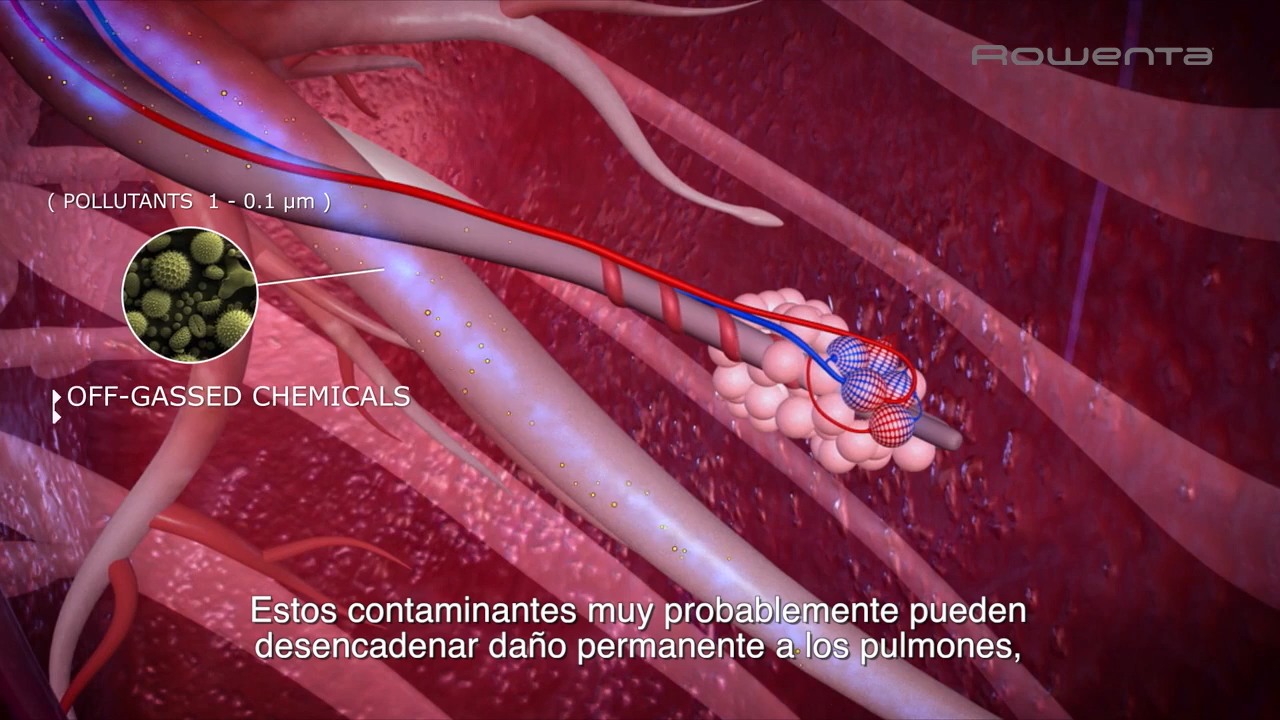 Rowenta
( POLLUTANTS 1 - 0.1 µm )
OFF-GASSED CHEMICALS
Estos contaminantes muy probablemente pueden
desencadenar daño permanente a los pulmones,